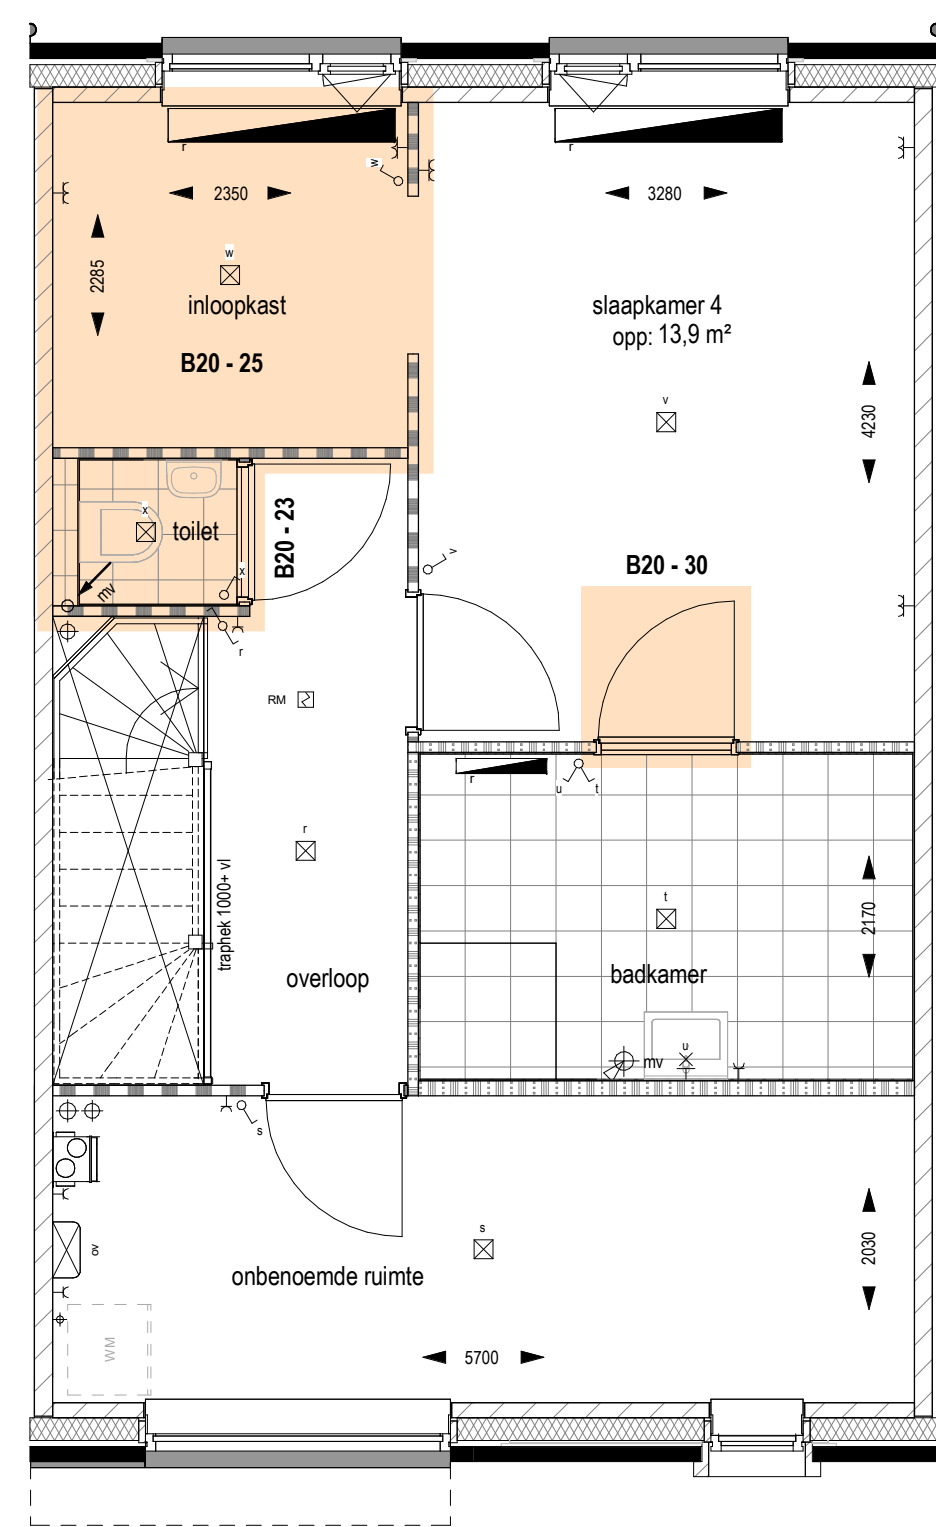 r
r
w
2350
3280
2285
w
inloopkast
slaapkamer 4
opp: 13,9 m²
B20 - 25
v
4230
x
toilet
B20 - 23
v
B20 - 30
x
mv
r
RM
r
u
t
r
traphek 1000+ vl
t
2170
overloop
badkamer
u
mv
s
s
ov
2030
onbenoemde ruimte
WM
5700